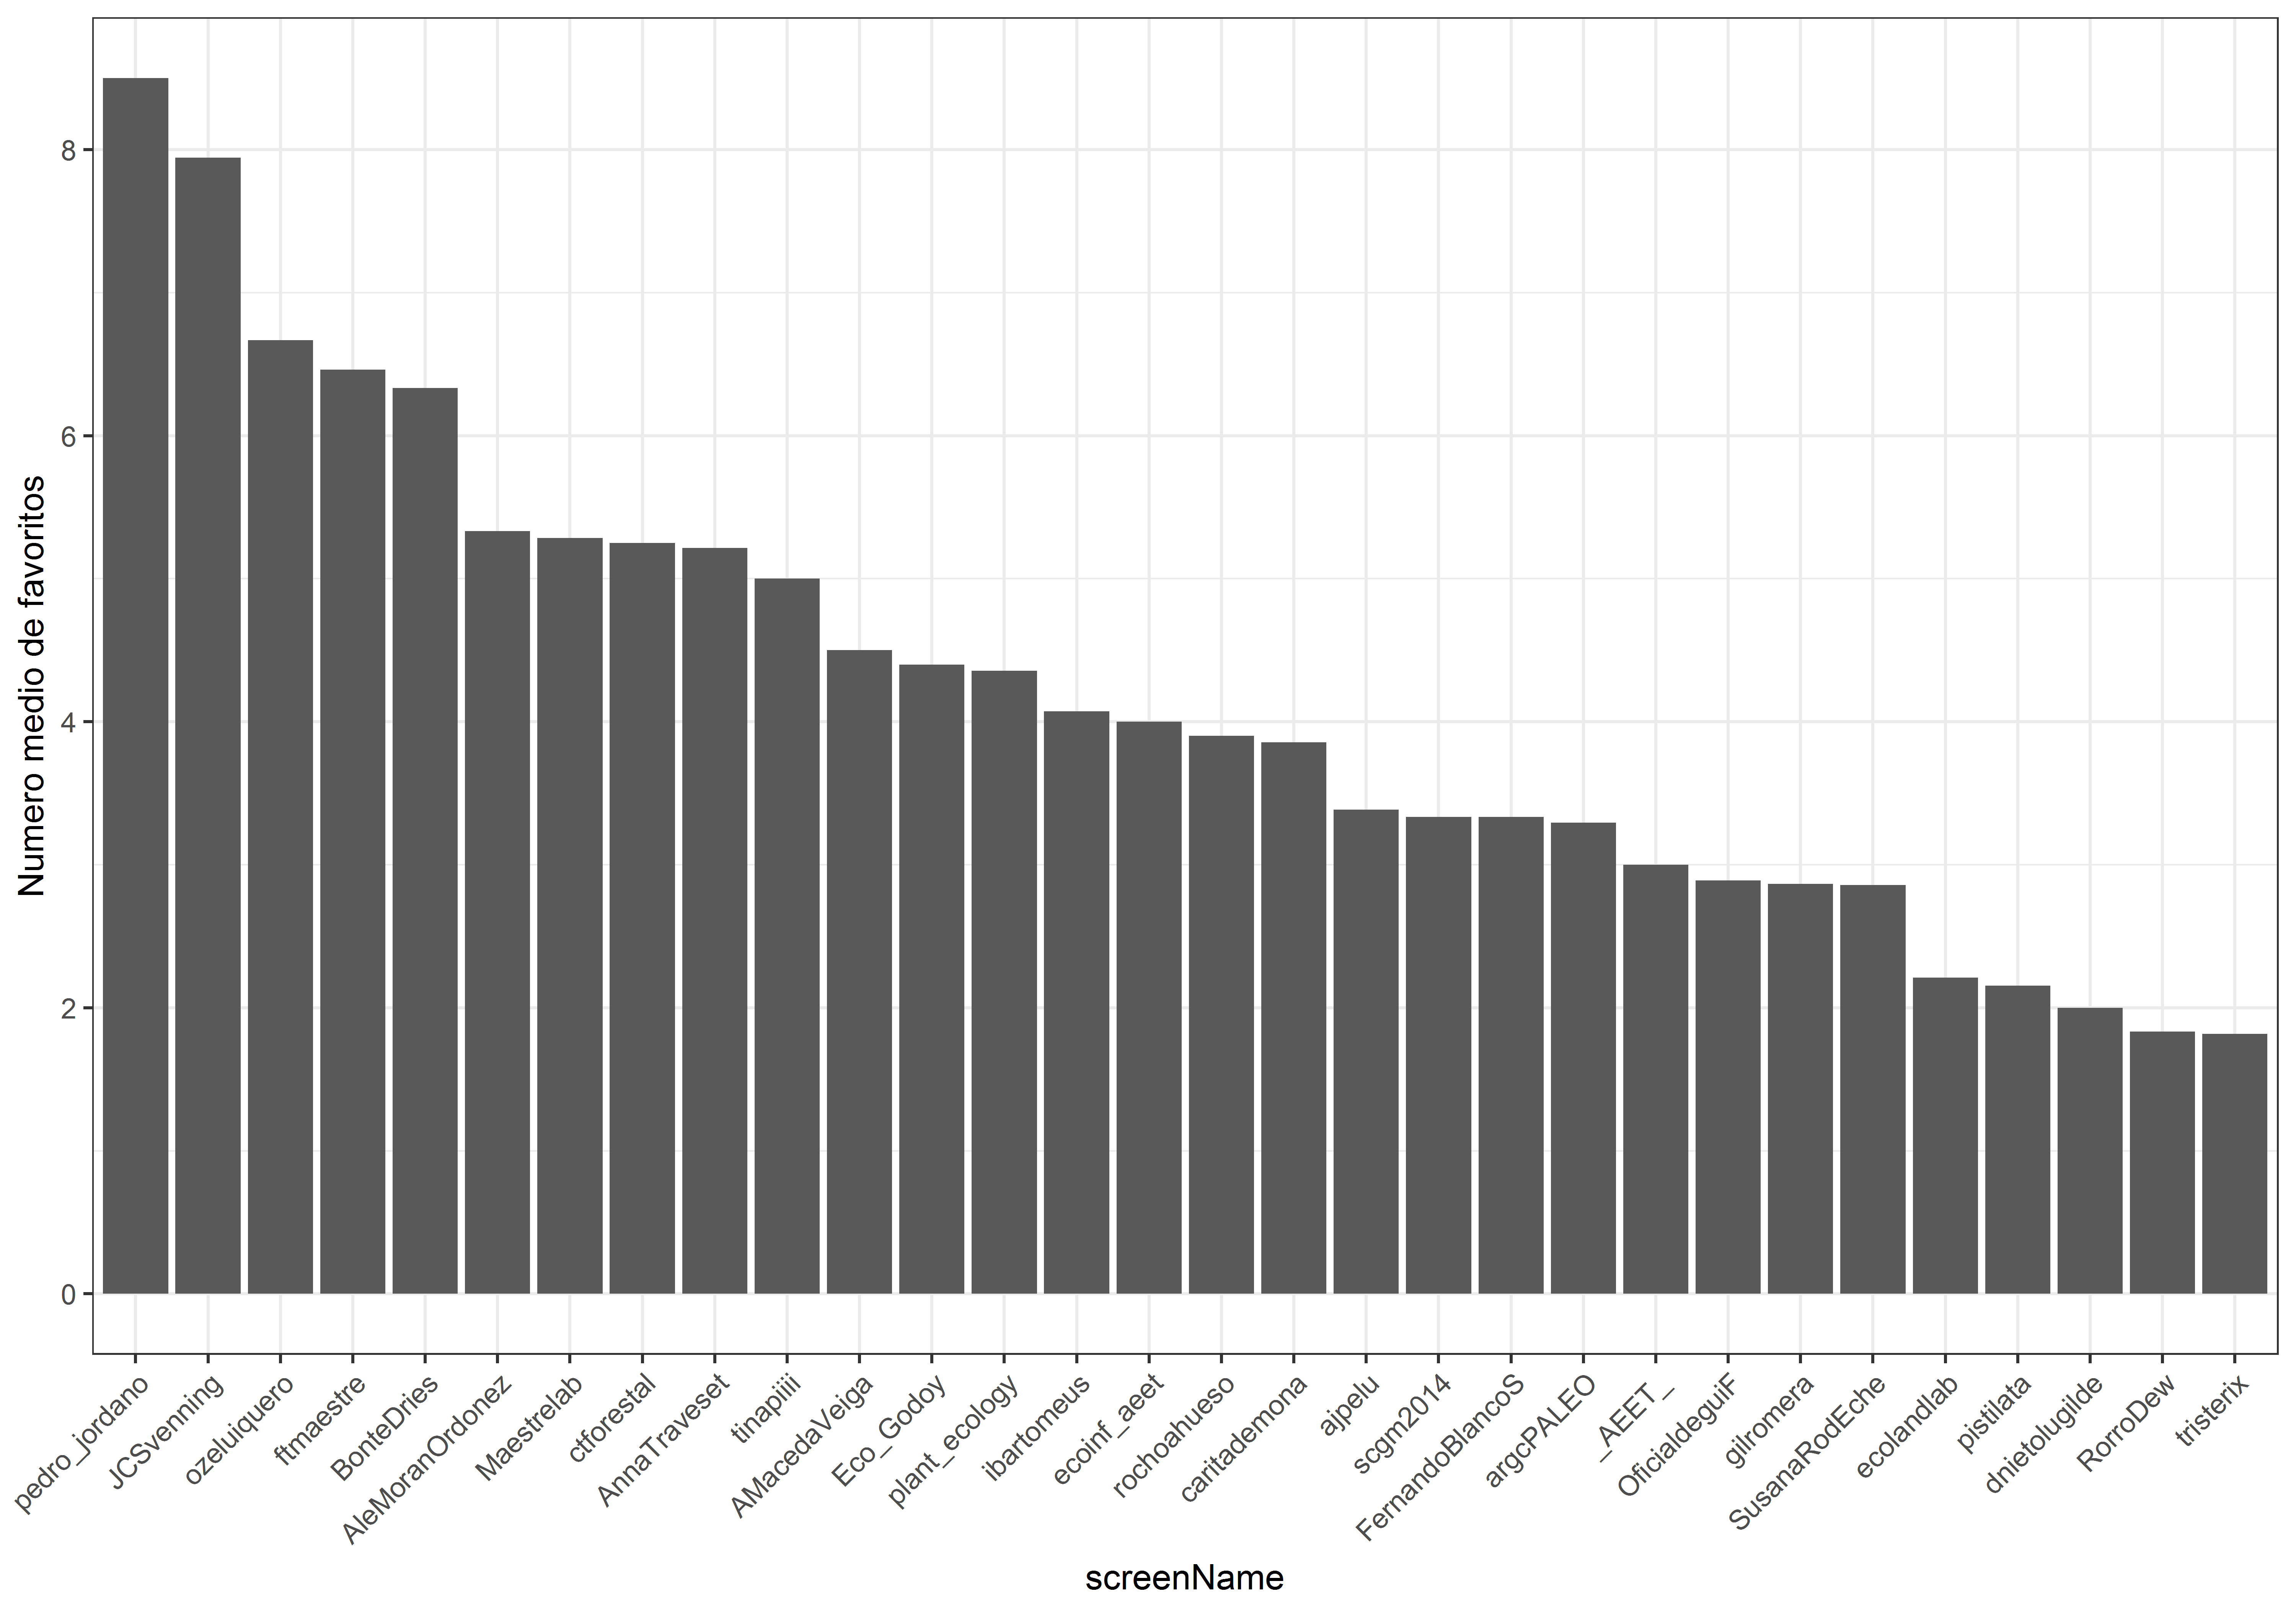 Numero medio de favoritos
8
6
4
2
0
pedro_jordano
JCSvenning
ozeluiquero
ftmaestre
BonteDries
AleMoranOrdonez
Maestrelab
ctforestal
AnnaTraveset
tinapiiii
AMacedaVeiga
Eco_Godoy
plant_ecology
ibartomeus
ecoinf_aeet
rochoahueso
caritademona
ajpelu
scgm2014
FernandoBlancoS
argcPALEO
_AEET_
OficialdeguiF
gilromera
SusanaRodEche
ecolandlab
pistilata
dnietolugilde
RorroDew
tristerix
screenName